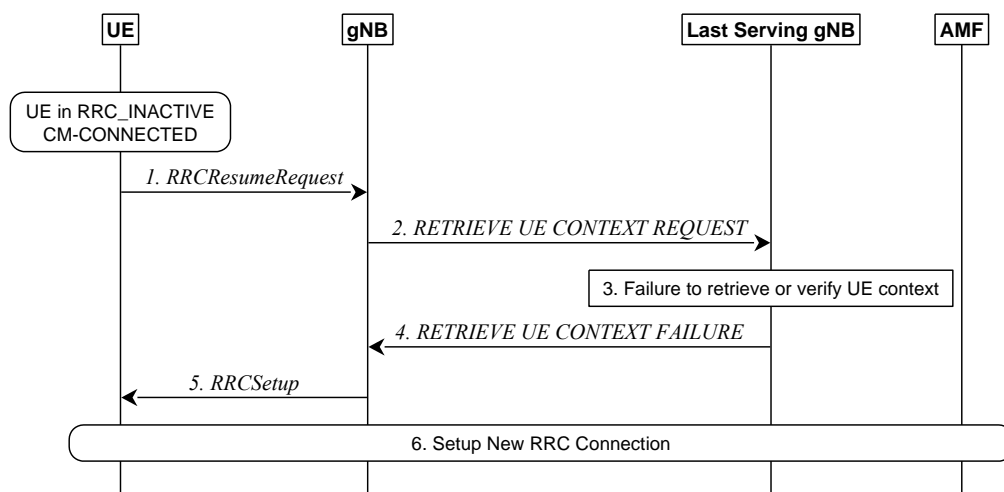 UE
gNB
Last Serving gNB
AMF
UE in RRC_INACTIVE
CM-CONNECTED
1. RRCResumeRequest
2. RETRIEVE UE CONTEXT REQUEST
3. Failure to retrieve or verify UE context
4. RETRIEVE UE CONTEXT FAILURE
5. RRCSetup
6. Setup New RRC Connection